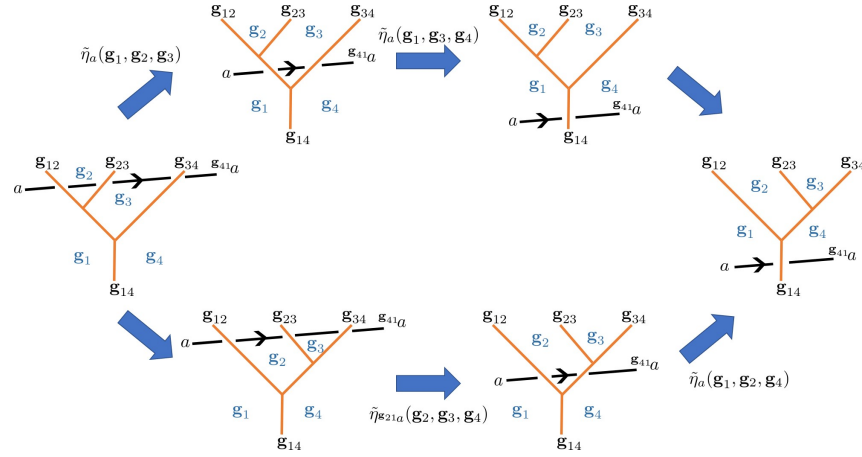 g₁₂ g₂₃ g₃₄
g₂ g₃
a g₄₁a
g₁ g₄
g₁₄
η̃ₐ(g₁, g₂, g₃)
η̃ₐ(g₁, g₃, g₄)
g₁₂ g₂₃ g₃₄
g₂ g₃
g₁ g₄
a g₄₁a
g₁₄
g₁₂ g₂₃ g₃₄
a g₂ g₄₁a
g₃
g₁ g₄
g₁₄
g₁₂ g₂₃ g₃₄
g₂ g₃
g₁ g₄
a g₄₁a
g₁₄
g₁₂ g₂₃ g₃₄
a g₄₁a
g₂ g₃
g₁ g₄
g₁₄
η̃g₂₁a(g₂, g₃, g₄)
g₁₂ g₂₃ g₃₄
g₂ g₃
a g₄₁a
g₁ g₄
g₁₄
η̃ₐ(g₁, g₂, g₄)